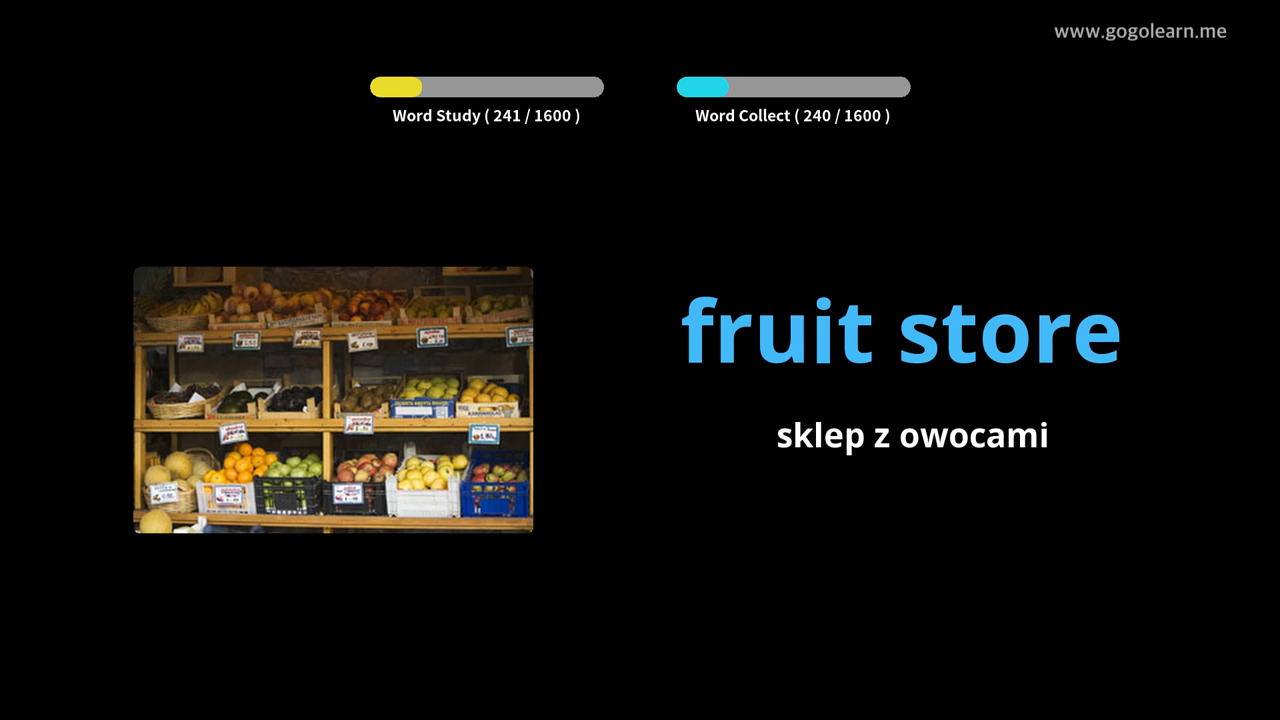 www.gogolearn.me
Word Study ( 241 / 1600 )
Word Collect ( 240 / 1600 )
fruit store
sklep z owocami